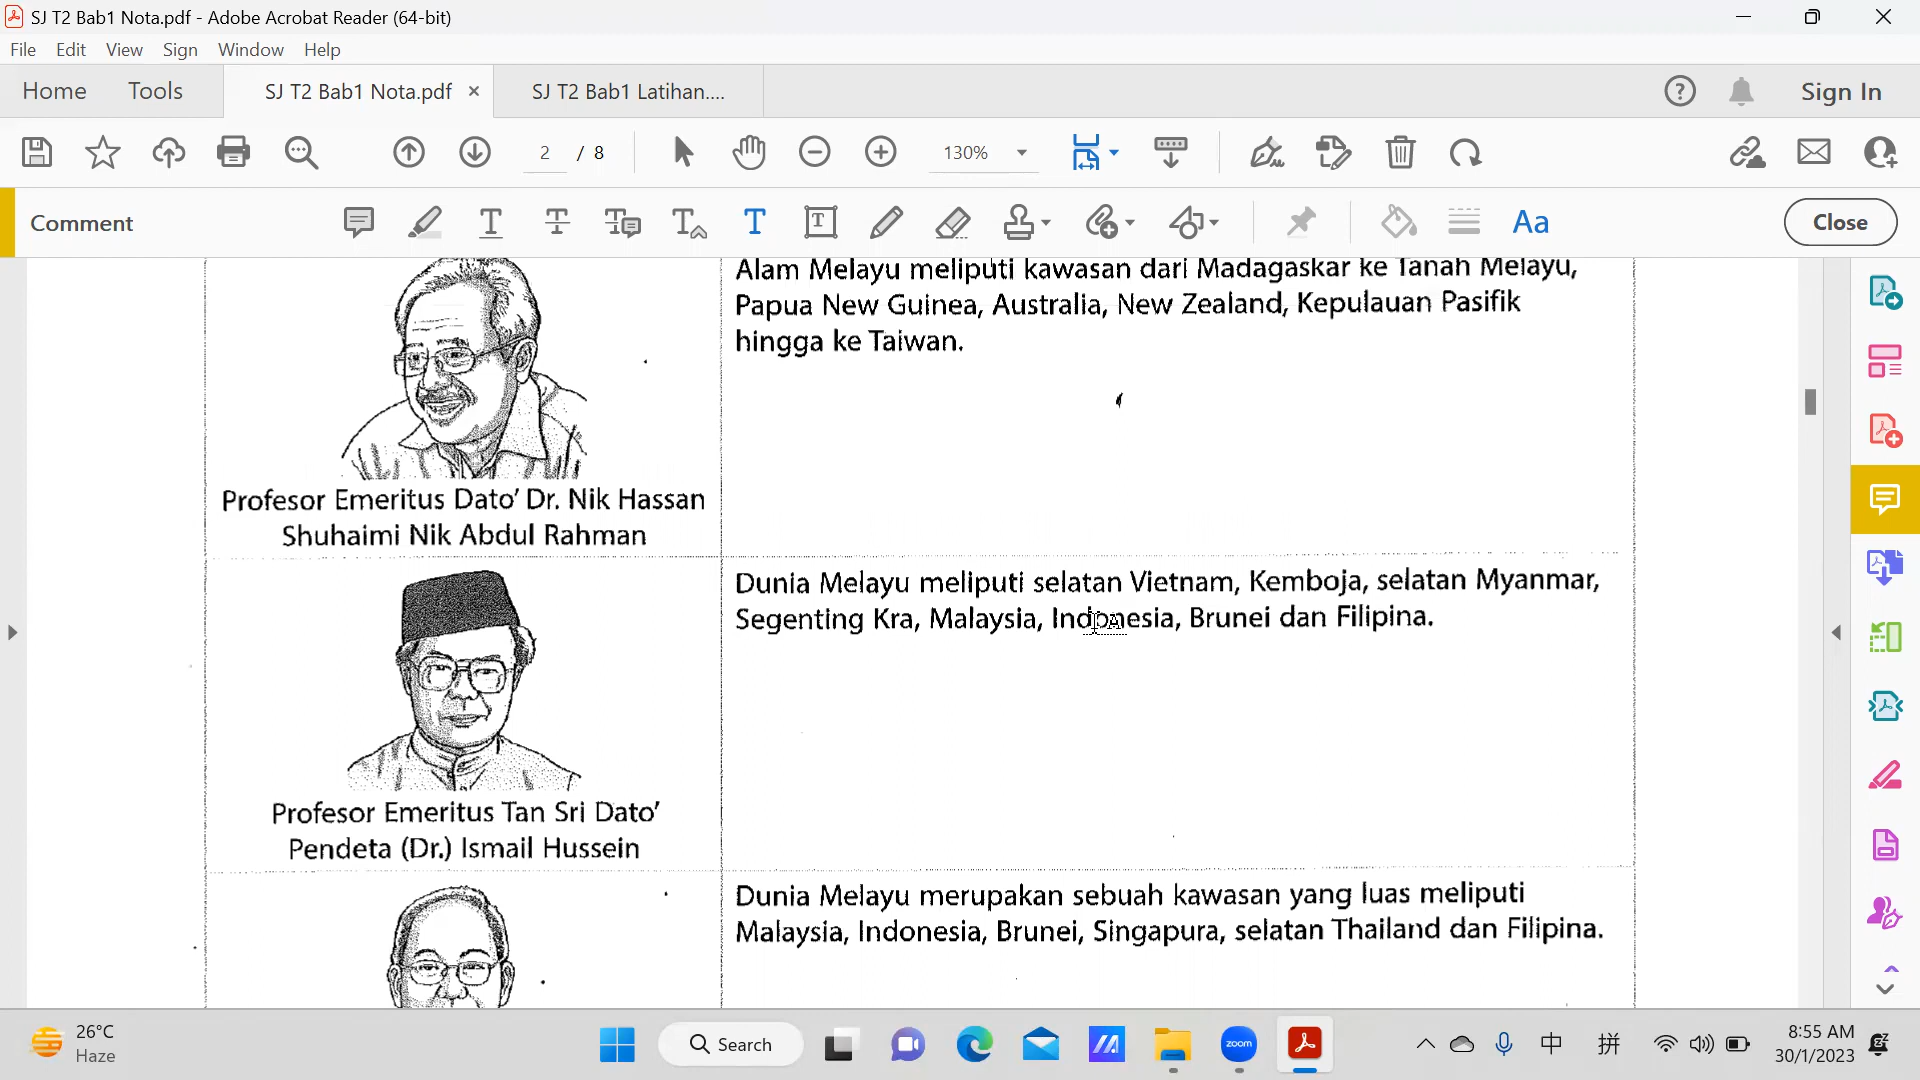 SJ T2 Bab1 Nota.pdf - Adobe Acrobat Reader (64-bit)
File Edit View Sign Window Help
Home Tools SJ T2 Bab1 Nota.pdf × SJ T2 Bab1 Latihan.... Sign In
2 / 8 130%
Comment Close
Alam Melayu meliputi kawasan dari Madagaskar ke Tanah Melayu,
Papua New Guinea, Australia, New Zealand, Kepulauan Pasifik
hingga ke Taiwan.
Profesor Emeritus Dato' Dr. Nik Hassan
Shuhaimi Nik Abdul Rahman
Dunia Melayu meliputi selatan Vietnam, Kemboja, selatan Myanmar,
Segenting Kra, Malaysia, Indonesia, Brunei dan Filipina.
Profesor Emeritus Tan Sri Dato'
Pendeta (Dr.) Ismail Hussein
Dunia Melayu merupakan sebuah kawasan yang luas meliputi
Malaysia, Indonesia, Brunei, Singapura, selatan Thailand dan Filipina.
26°C
Haze
Search
zoom
中 拼
8:55 AM
30/1/2023